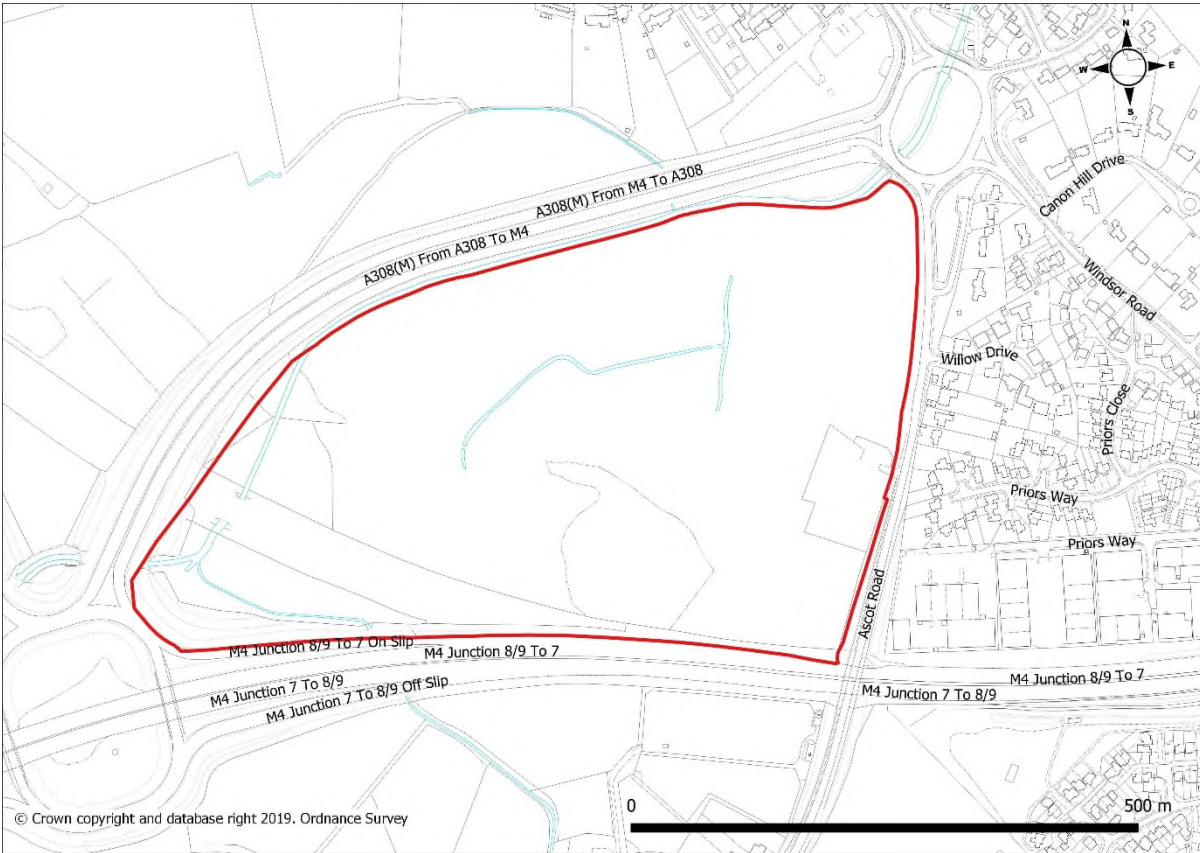 N
W E
S
A308(M) From M4 To A308
A308(M) From A308 To M4
Canon Hill Drive
Windsor Road
Willow Drive
Priors Close
Priors Way
Priors Way
Ascot Road
M4 Junction 8/9 To 7 On Slip
M4 Junction 8/9 To 7
M4 Junction 8/9 To 7
M4 Junction 7 To 8/9
M4 Junction 7 To 8/9
M4 Junction 7 To 8/9 Off Slip
0 500 m
© Crown copyright and database right 2019. Ordnance Survey